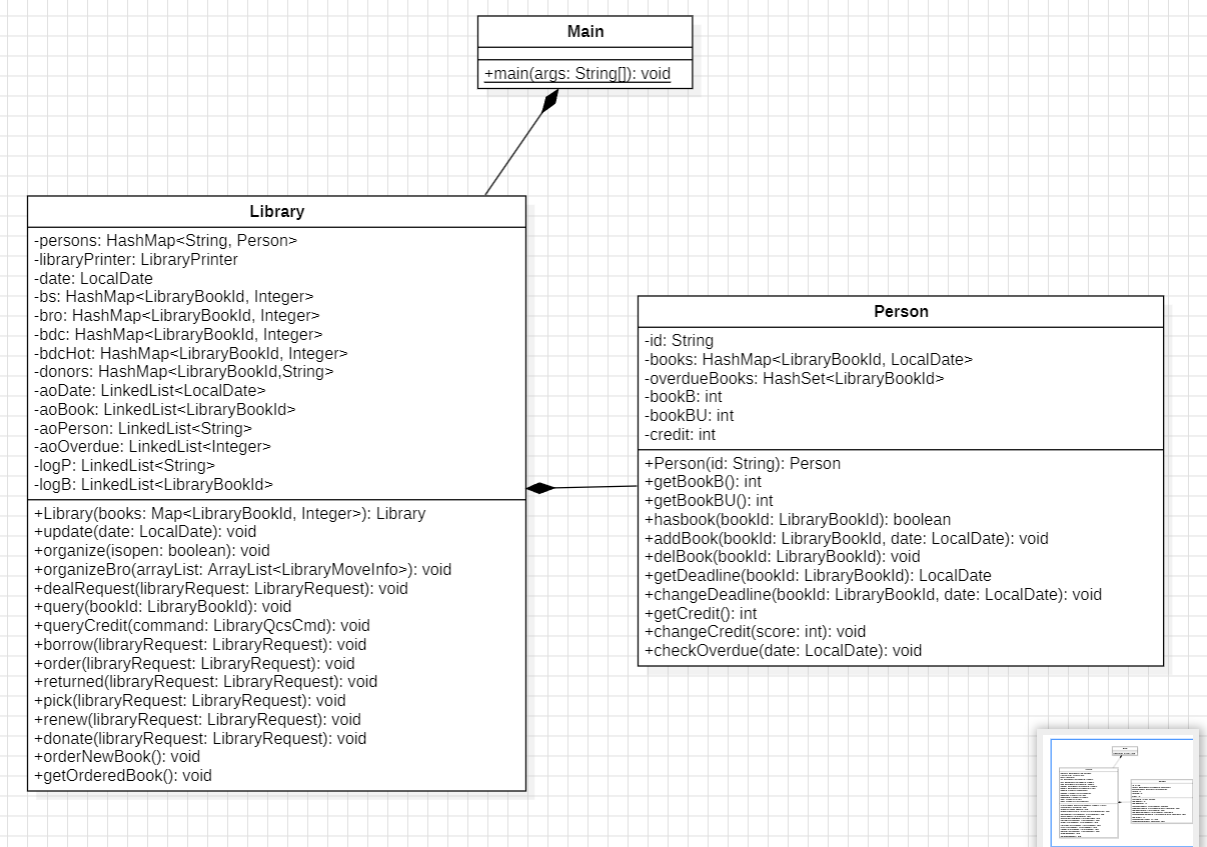 Main
+main(args: String[]): void
Library
-persons: HashMap<String, Person>
-libraryPrinter: LibraryPrinter
-date: LocalDate
-bs: HashMap<LibraryBookId, Integer>
-bro: HashMap<LibraryBookId, Integer>
-bdc: HashMap<LibraryBookId, Integer>
-bdcHot: HashMap<LibraryBookId, Integer>
-donors: HashMap<LibraryBookId,String>
-aoDate: LinkedList<LocalDate>
-aoBook: LinkedList<LibraryBookId>
-aoPerson: LinkedList<String>
-aoOverdue: LinkedList<Integer>
-logP: LinkedList<String>
-logB: LinkedList<LibraryBookId>
+Library(books: Map<LibraryBookId, Integer>): Library
+update(date: LocalDate): void
+organize(isopen: boolean): void
+organizeBro(arrayList: ArrayList<LibraryMoveInfo>): void
+dealRequest(libraryRequest: LibraryRequest): void
+query(bookId: LibraryBookId): void
+queryCredit(command: LibraryQcsCmd): void
+borrow(libraryRequest: LibraryRequest): void
+order(libraryRequest: LibraryRequest): void
+returned(libraryRequest: LibraryRequest): void
+pick(libraryRequest: LibraryRequest): void
+renew(libraryRequest: LibraryRequest): void
+donate(libraryRequest: LibraryRequest): void
+orderNewBook(): void
+getOrderedBook(): void
Person
-id: String
-books: HashMap<LibraryBookId, LocalDate>
-overdueBooks: HashSet<LibraryBookId>
-bookB: int
-bookBU: int
-credit: int
+Person(id: String): Person
+getBookB(): int
+getBookBU(): int
+hasbook(bookId: LibraryBookId): boolean
+addBook(bookId: LibraryBookId, date: LocalDate): void
+delBook(bookId: LibraryBookId): void
+getDeadline(bookId: LibraryBookId): LocalDate
+changeDeadline(bookId: LibraryBookId, date: LocalDate): void
+getCredit(): int
+changeCredit(score: int): void
+checkOverdue(date: LocalDate): void